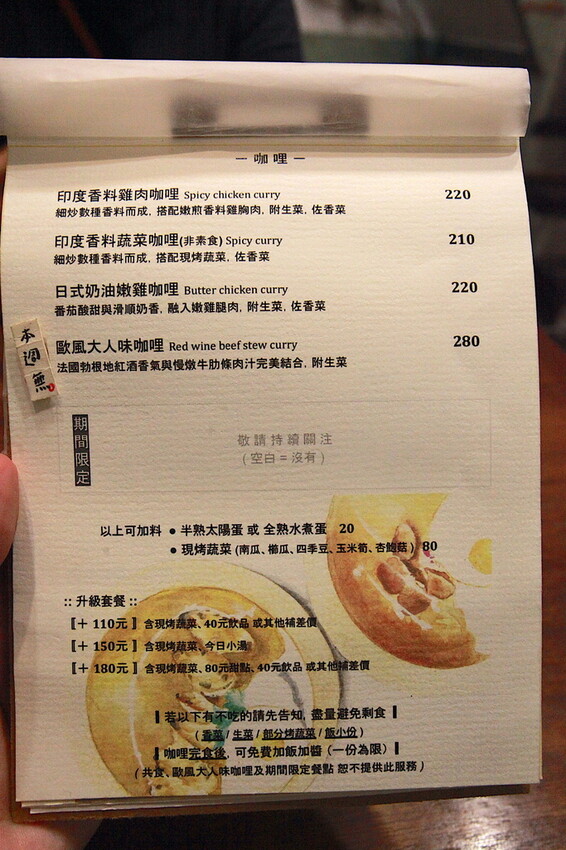 ─ 咖哩 ─
印度香料雞肉咖哩 Spicy chicken curry 220
細炒數種香料而成, 搭配嫩煎香料雞胸肉, 附生菜, 佐香菜
印度香料蔬菜咖哩(非素食) Spicy curry 210
細炒數種香料而成, 搭配現烤蔬菜, 佐香菜
日式奶油嫩雞咖哩 Butter chicken curry 220
番茄酸甜與滑順奶香, 融入嫩雞腿肉, 附生菜, 佐香菜
本週無
歐風大人味咖哩 Red wine beef stew curry 280
法國勃根地紅酒香氣與慢燉牛肋條肉汁完美結合, 附生菜
期間限定
敬請持續關注
(空白=沒有)
以上可加料 ● 半熟太陽蛋 或 全熟水煮蛋 20
● 現烤蔬菜 (南瓜、櫛瓜、四季豆、玉米筍、杏鮑菇) 80
:: 升級套餐 ::
〖+ 110元 〗含現烤蔬菜、40元飲品 或其他補差價
〖+ 150元 〗含現烤蔬菜、今日小湯
〖+ 180元 〗含現烤蔬菜、80元甜點、40元飲品 或其他補差價
▌若以下有不吃的請先告知, 盡量避免剩食▐
(香菜 / 生菜 / 部分烤蔬菜 / 飯小份)
▌咖哩完食後, 可免費加飯加醬 (一份為限)▐
(共食、歐風大人味咖哩及期間限定餐點 恕不提供此服務)